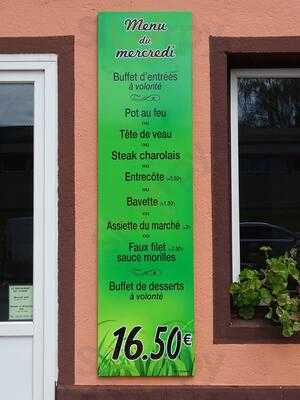 Menu
du
mercredi
Buffet d'entrées
à volonté
Pot au feu
ou
Tête de veau
ou
Steak charolais
ou
Entrecôte
ou
Bavette
ou
Assiette du marché
ou
Faux filet
sauce morilles
Buffet de desserts
à volonté
16.50€